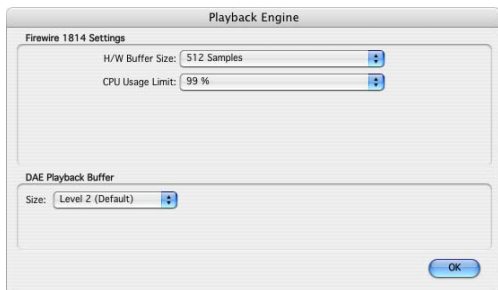 Playback Engine
Firewire 1814 Settings
H/W Buffer Size: 512 Samples
CPU Usage Limit: 99 %
DAE Playback Buffer
Size: Level 2 (Default)
OK